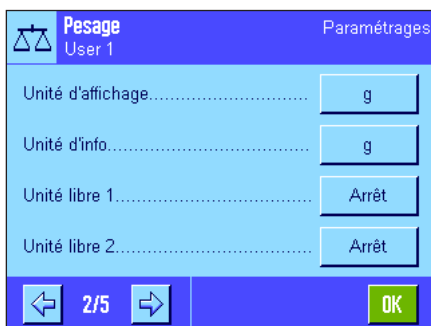 Pesage
Paramétrages
User 1
Unité d'affichage............................ g
Unité d'info.................................... g
Unité libre 1................................... Arrêt
Unité libre 2................................... Arrêt
2/5
OK